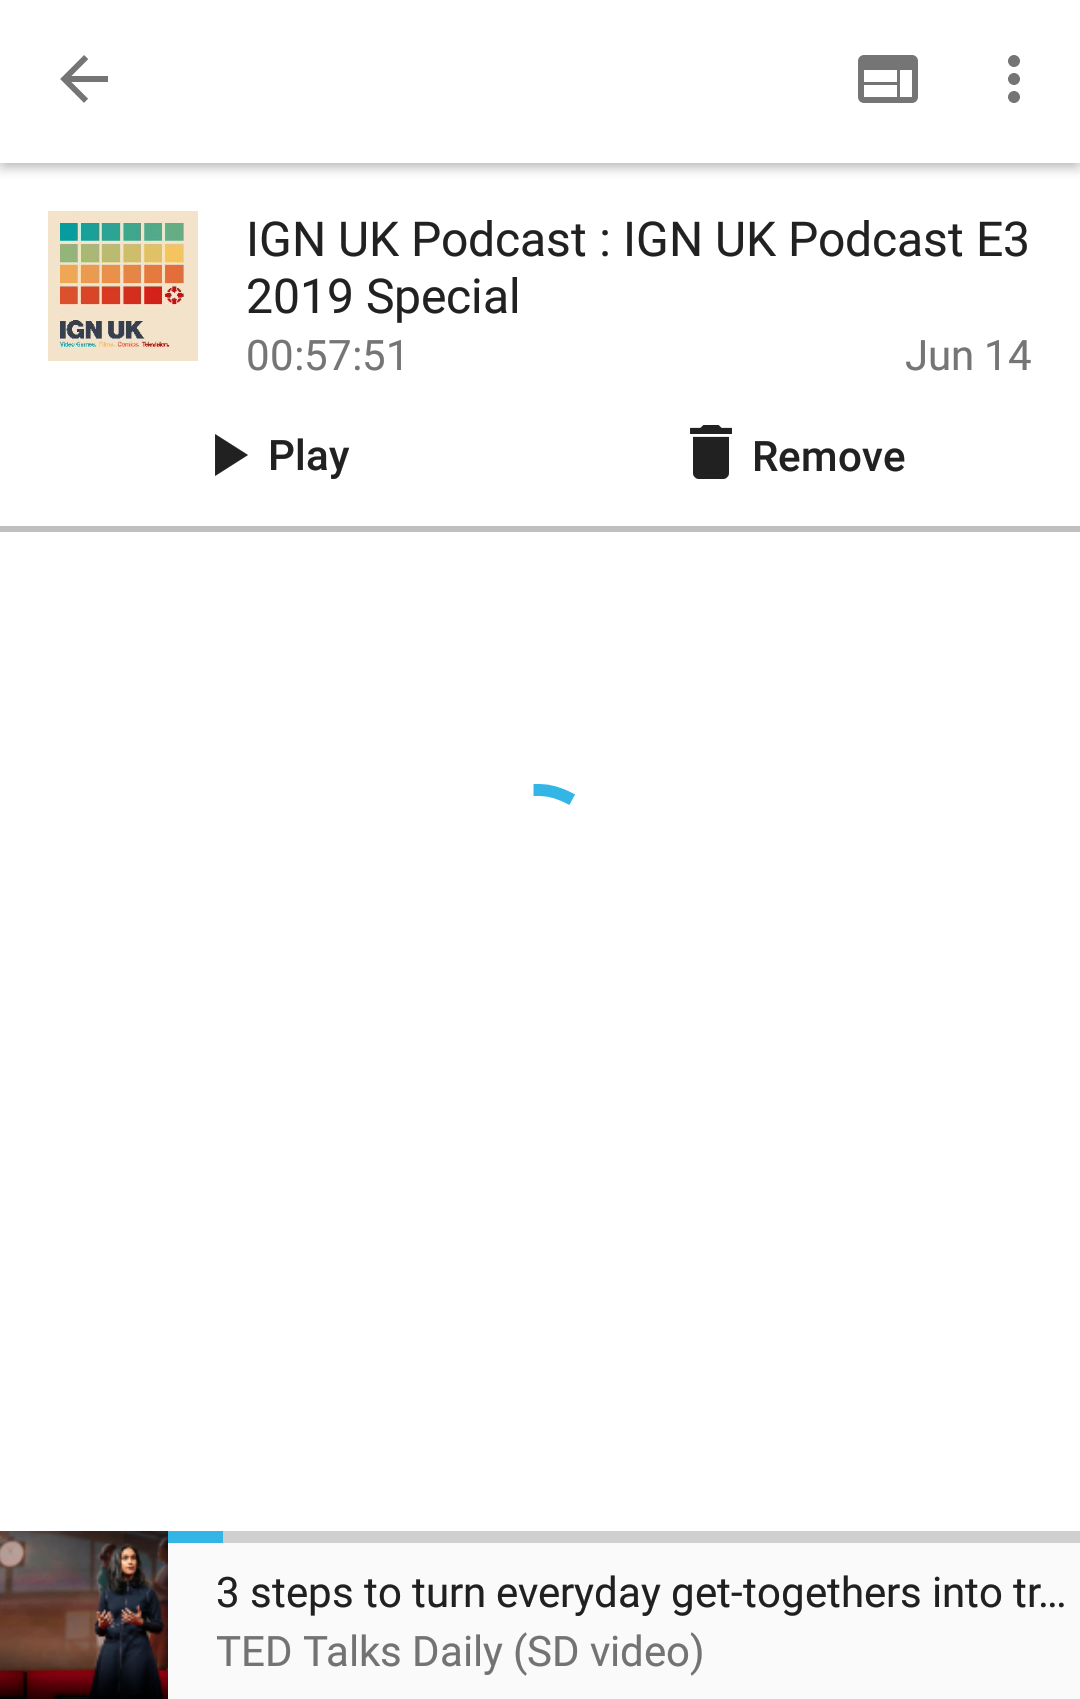 IGN UK Podcast : IGN UK Podcast E3
2019 Special
00:57:51
Jun 14
IGN UK
Video Games. Films. Comics. Television.
Play
Remove
3 steps to turn everyday get-togethers into tr...
TED Talks Daily (SD video)